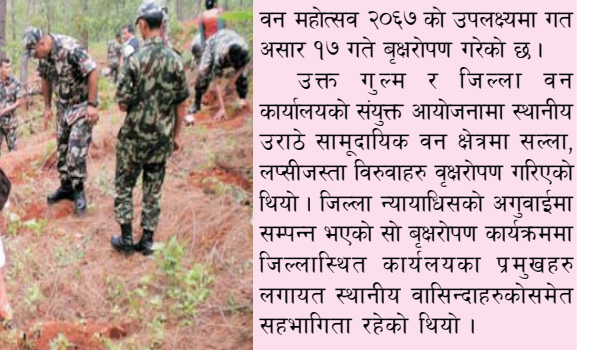 वन महोत्सव २०६७ को उपलक्ष्यमा गत
असार १७ गते बृक्षरोपण गरेको छ ।
उक्त गुल्म र जिल्ला वन
कार्यालयको संयुक्त आयोजनामा स्थानीय
उराठे सामूदायिक वन क्षेत्रमा सल्ला,
लप्सीजस्ता विरुवाहरु वृक्षरोपण गरिएको
थियो । जिल्ला न्यायाधिसको अगुवाईमा
सम्पन्न भएको सो बृक्षरोपण कार्यक्रममा
जिल्लास्थित कार्यलयका प्रमुखहरु
लगायत स्थानीय वासिन्दाहरुकोसमेत
सहभागिता रहेको थियो ।